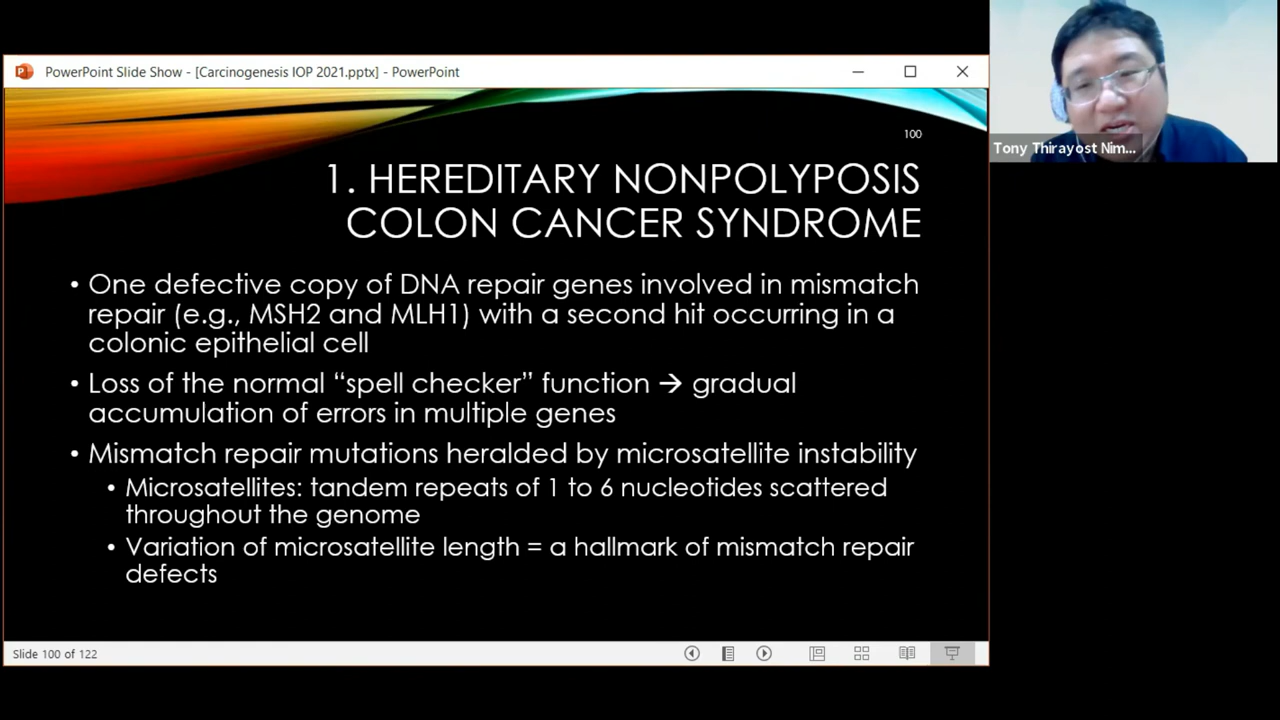 PowerPoint Slide Show - [Carcinogenesis IOP 2021.pptx] - PowerPoint
100
1. HEREDITARY NONPOLYPOSIS
COLON CANCER SYNDROME
• One defective copy of DNA repair genes involved in mismatch
repair (e.g., MSH2 and MLH1) with a second hit occurring in a
colonic epithelial cell
• Loss of the normal “spell checker” function → gradual
accumulation of errors in multiple genes
• Mismatch repair mutations heralded by microsatellite instability
• Microsatellites: tandem repeats of 1 to 6 nucleotides scattered
throughout the genome
• Variation of microsatellite length = a hallmark of mismatch repair
defects
Slide 100 of 122
Tony Thirayost Nim...